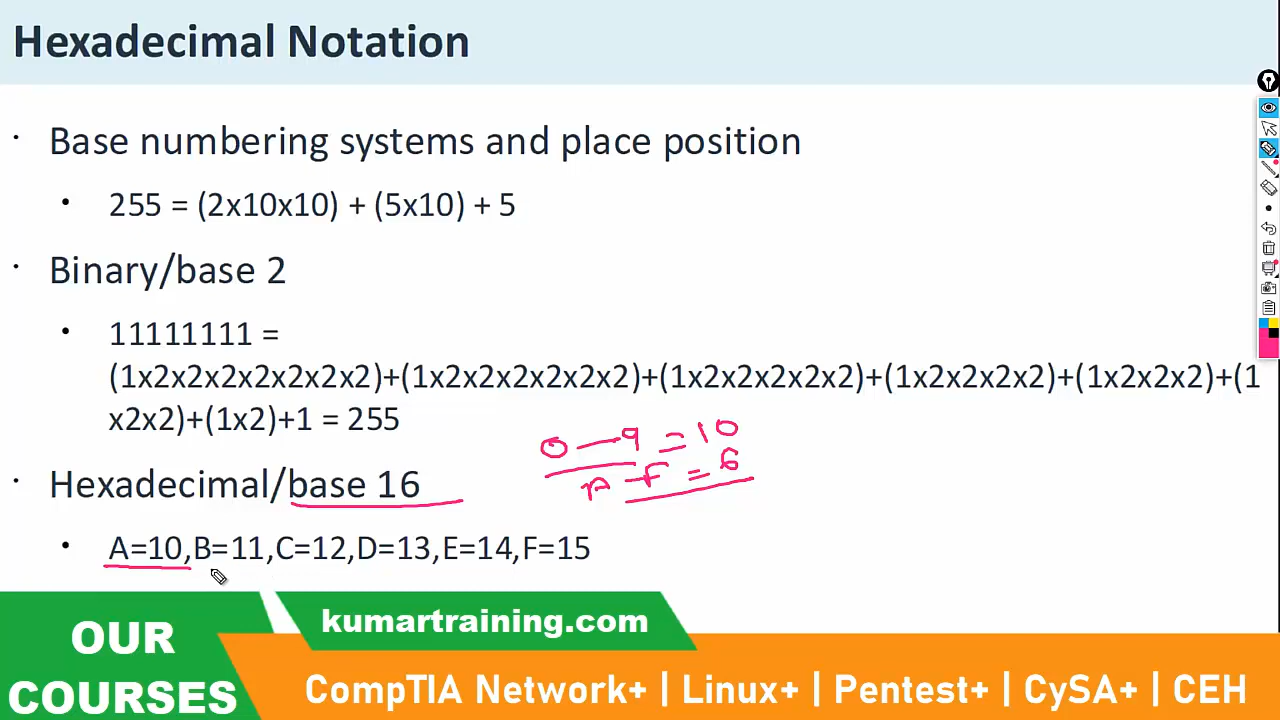 Hexadecimal Notation
· Base numbering systems and place position
• 255 = (2x10x10) + (5x10) + 5
· Binary/base 2
• 11111111 =
(1x2x2x2x2x2x2x2)+(1x2x2x2x2x2x2)+(1x2x2x2x2x2)+(1x2x2x2x2)+(1x2x2x2)+(1
x2x2)+(1x2)+1 = 255
0 — 9 = 10
· Hexadecimal/base 16
A – F = 6
• A=10,B=11,C=12,D=13,E=14,F=15
OUR
COURSES
kumartraining.com
CompTIA Network+ | Linux+ | Pentest+ | CySA+ | CEH